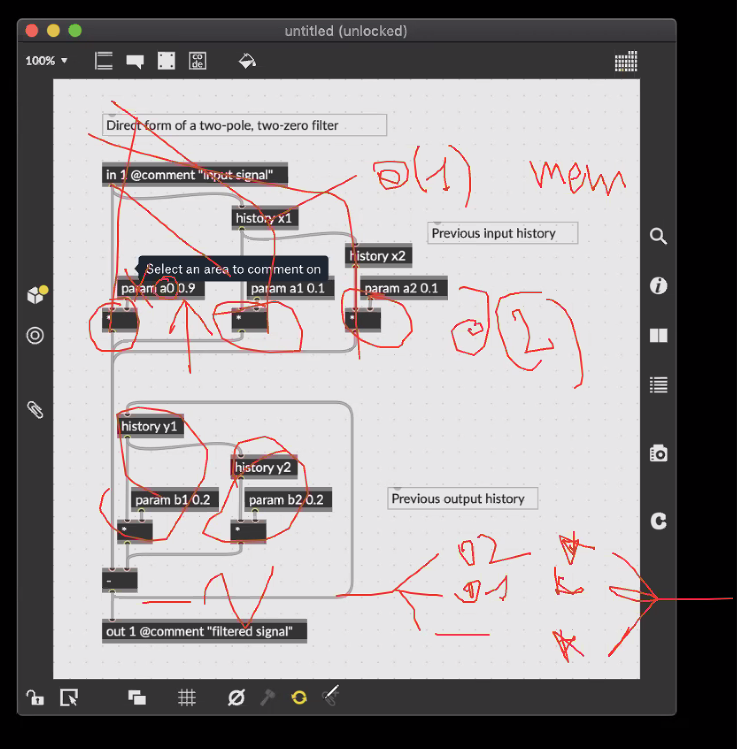 untitled (unlocked)
100%
co
de
Direct form of a two-pole, two-zero filter
in 1 @comment "input signal"
(1) mem
history x1
Previous input history
history x2
Select an area to comment on
param a0 0.9 param a1 0.1 param a2 0.1
* * *
2
history y1
history y2
param b1 0.2 param b2 0.2
Previous output history
* *
-
out 1 @comment "filtered signal"